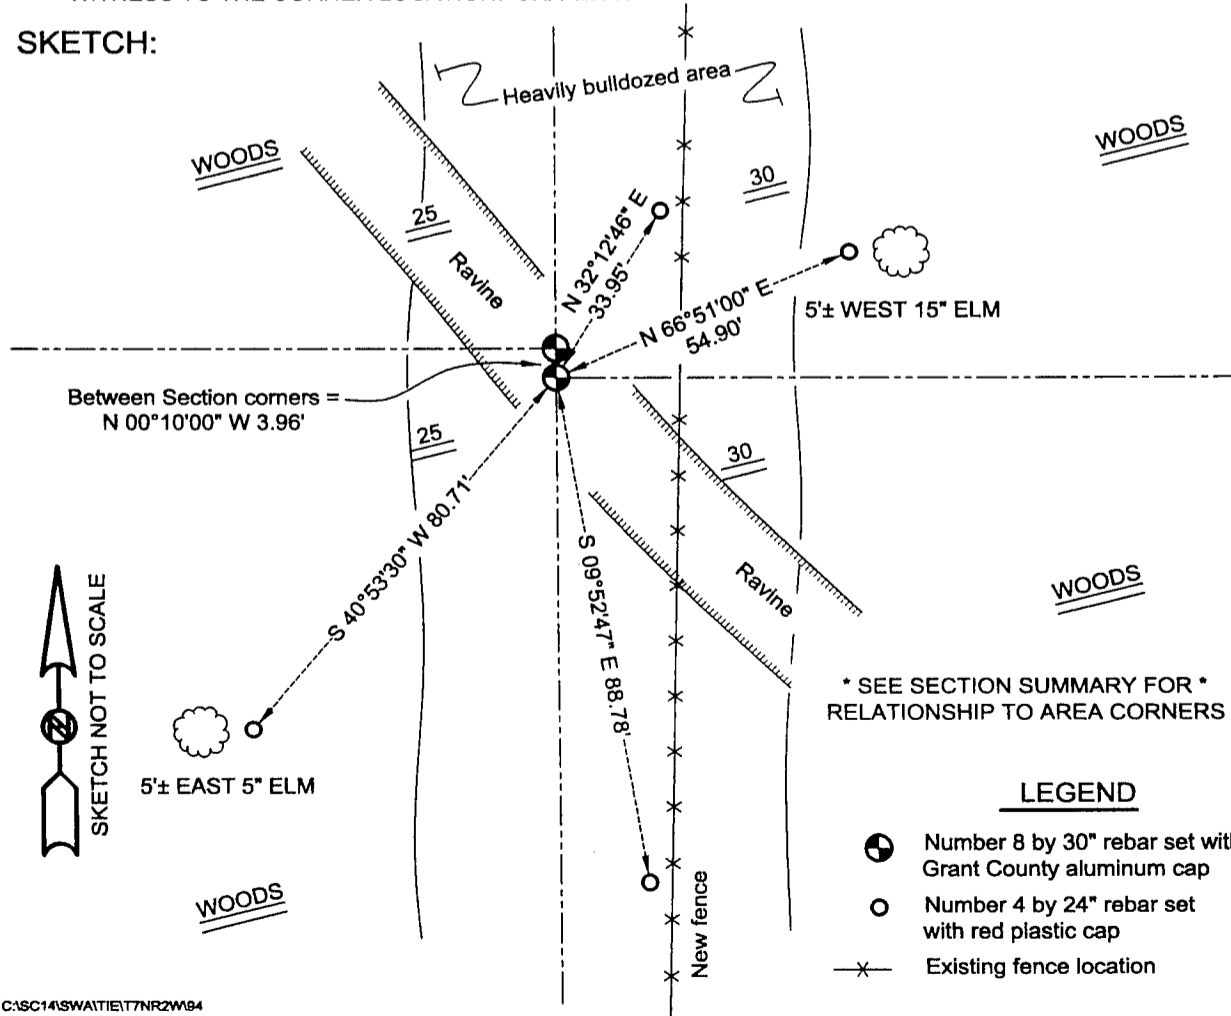 SKETCH:
Heavily bulldozed area
WOODS
WOODS
25
30
Ravine
N 32°12'46" E
33.95'
N 66°51'00" E
54.90'
5'± WEST 15" ELM
Between Section corners =
N 00°10'00" W 3.96'
25
30
S 40°53'30" W 80.71'
S 09°52'47" E 88.78'
Ravine
WOODS
SKETCH NOT TO SCALE
N
* SEE SECTION SUMMARY FOR *
RELATIONSHIP TO AREA CORNERS
5'± EAST 5" ELM
LEGEND
Number 8 by 30" rebar set with
Grant County aluminum cap
Number 4 by 24" rebar set
with red plastic cap
Existing fence location
WOODS
New fence
C:\SC14\SWA\TIE\T7NR2W\94